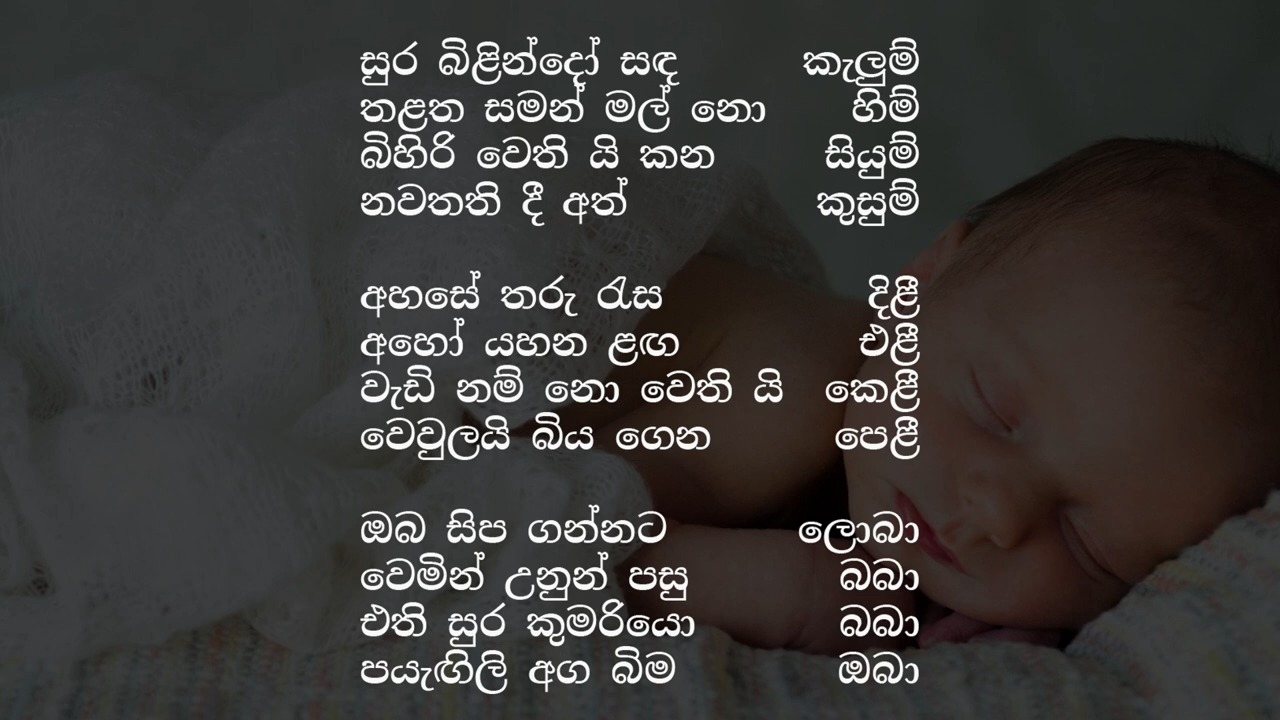 සුර බිළින්දෝ සඳ කැලුම්
තළත සමන් මල් නො හිම්
බිහිරි වෙති යි කන සියුම්
නවතති දී අත් කුසුම්
අහසේ තරු රැස දිළී
අහෝ යහන ළඟ එළී
වැඩි නම් නො වෙති යි කෙළී
වෙවුලයි බිය ගෙන පෙළී
ඔබ සිප ගන්නට ලොබා
වෙමින් උනුන් පසු බබා
එති සුර කුමරියො බබා
පයැඟිලි අග බිම ඔබා